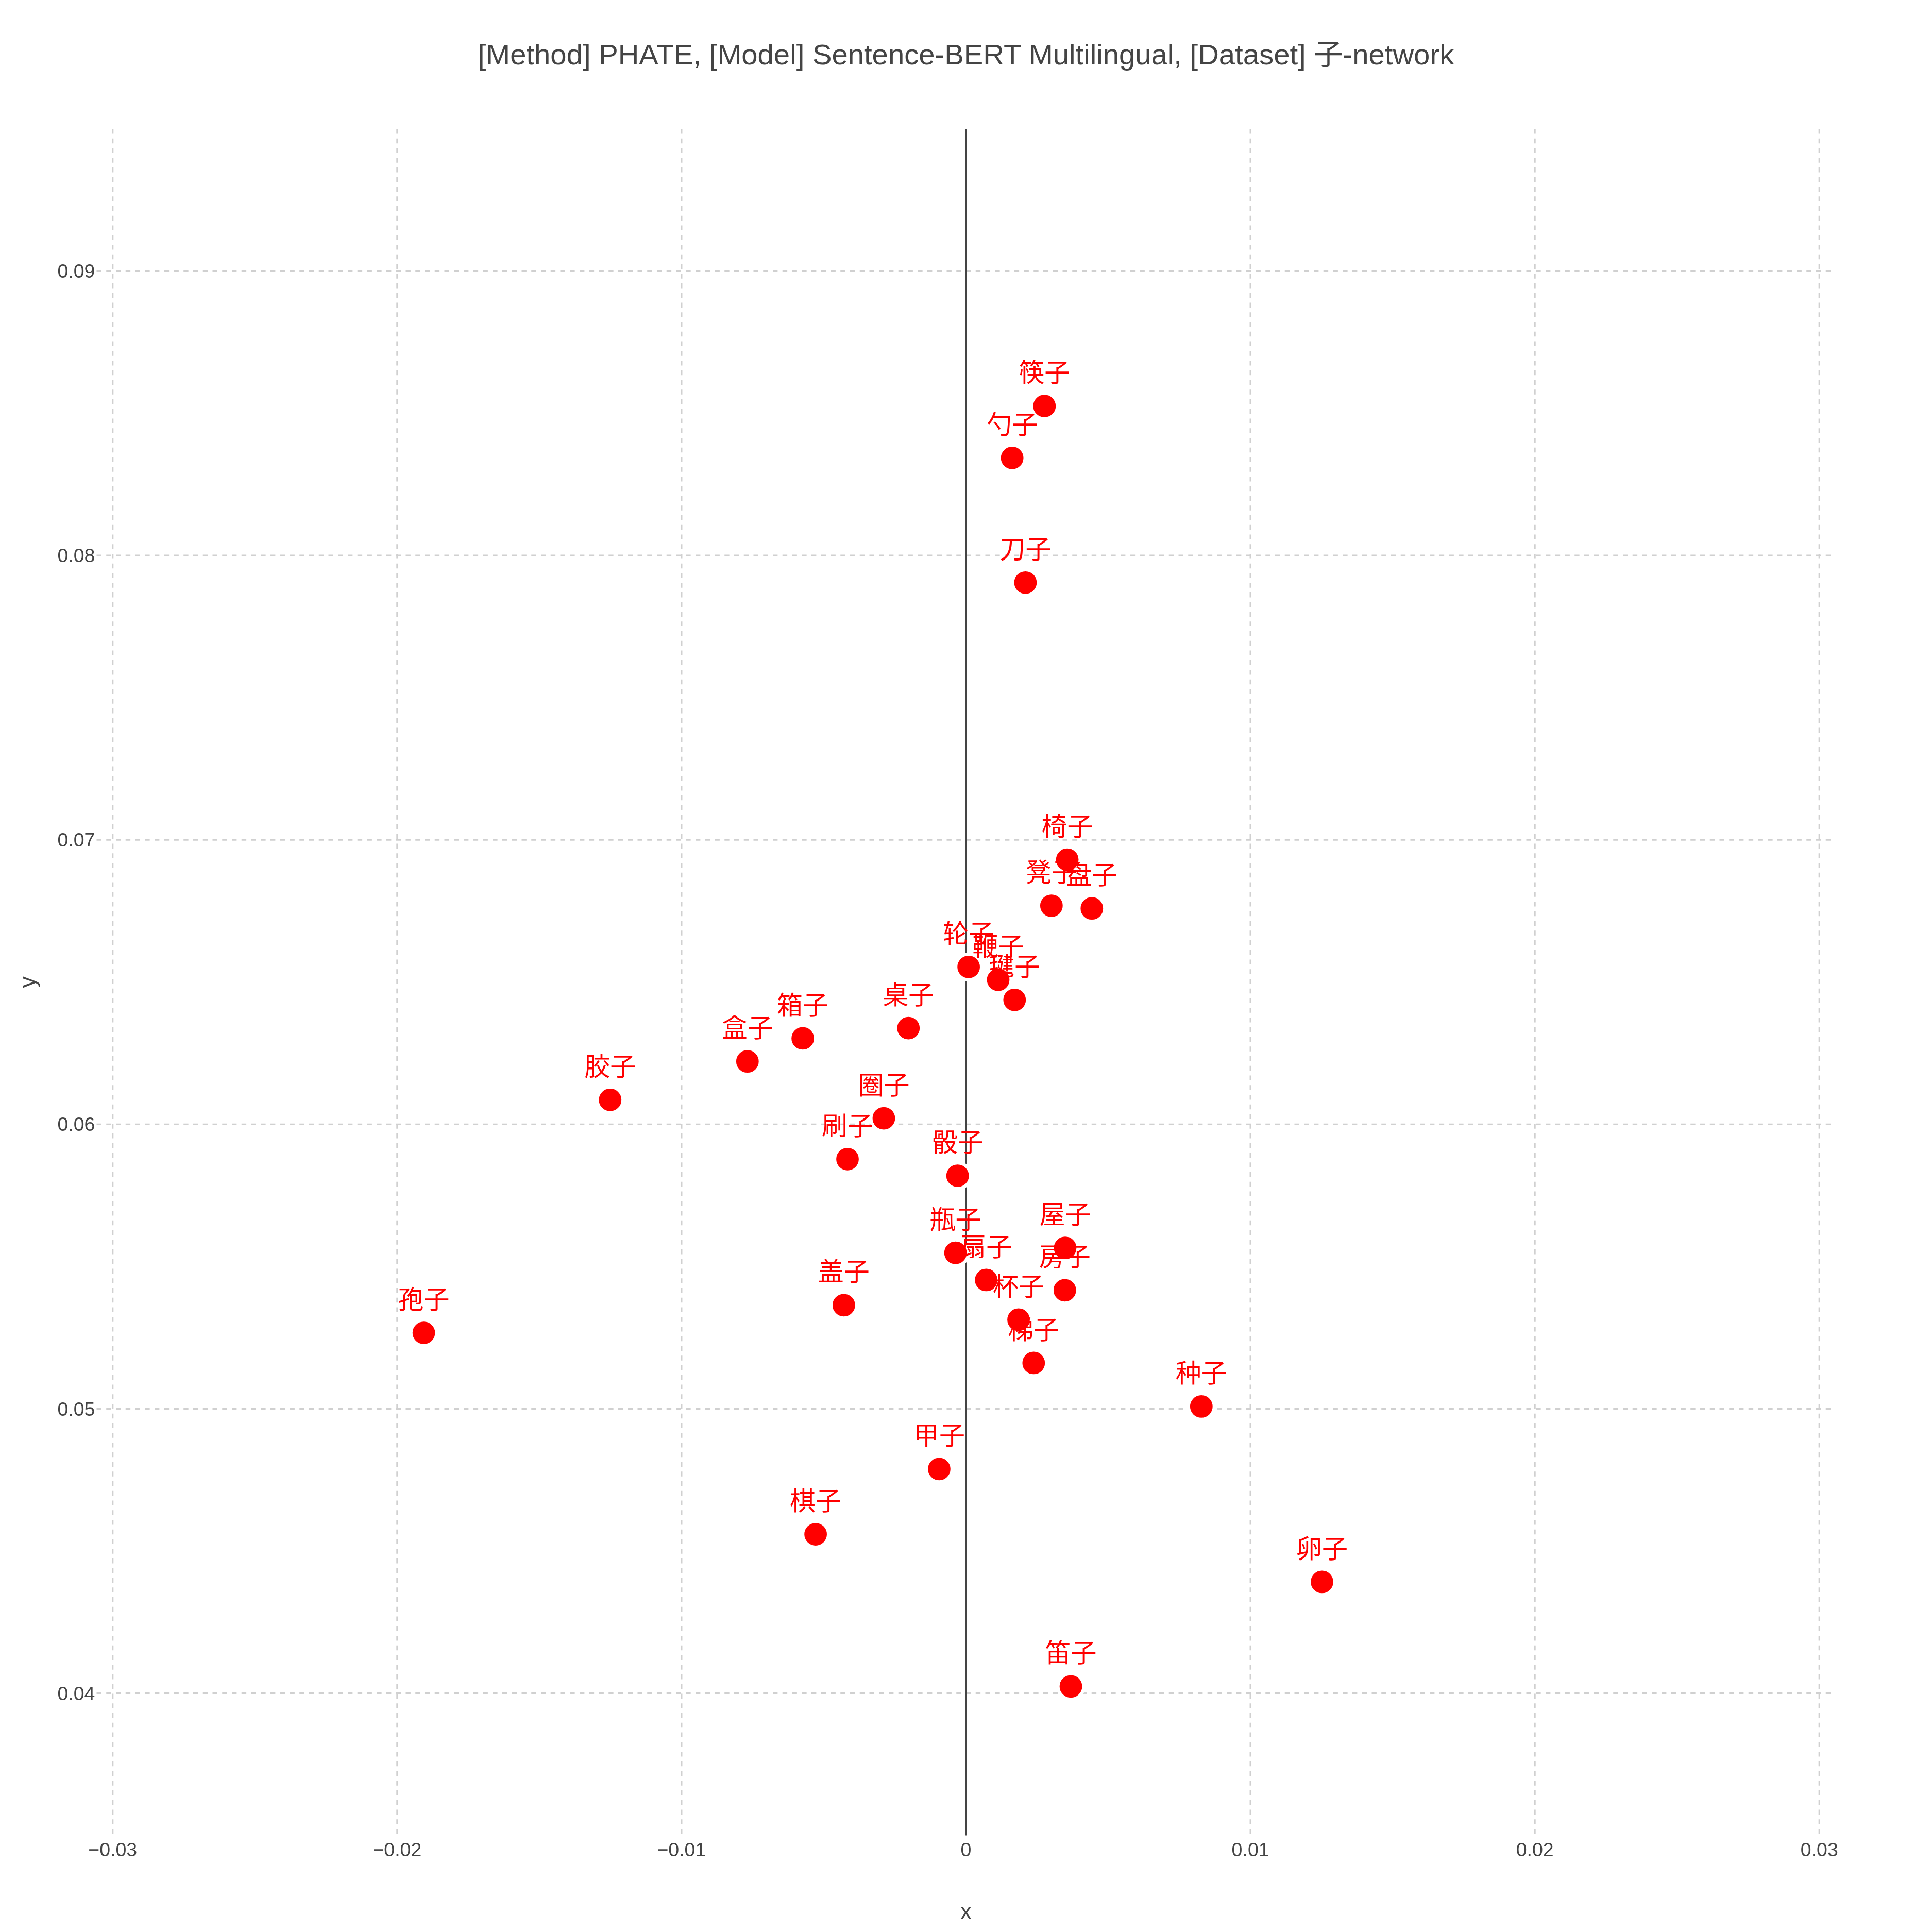 [Method] PHATE, [Model] Sentence-BERT Multilingual, [Dataset] 子-network
0.09
筷子
勺子
0.08
刀子
0.07
椅子
凳子
盘子
轮子
鞭子
毽子
桌子
箱子
盒子
胶子
圈子
0.06
刷子
骰子
屋子
瓶子
扇子
房子
盖子
杯子
孢子
梯子
种子
0.05
甲子
棋子
卵子
笛子
0.04
y
−0.03
−0.02
−0.01
0
0.01
0.02
0.03
x